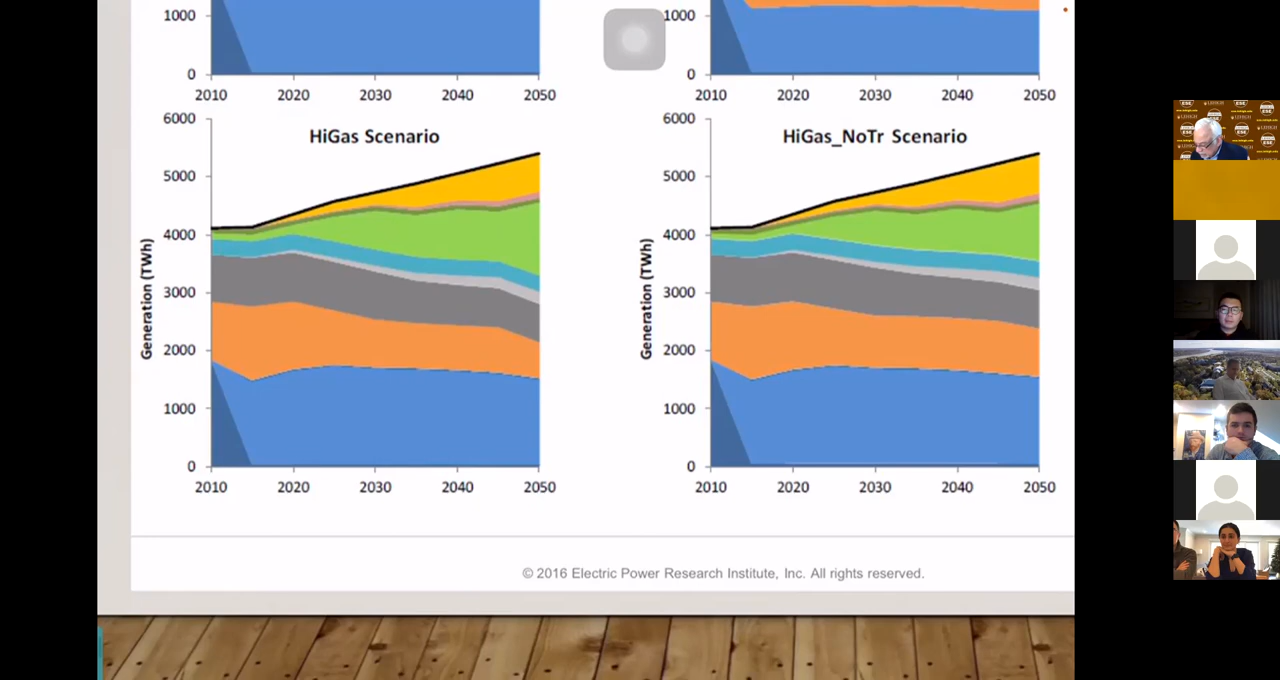 1000
1000
0
0
2010 2020 2030 2040 2050
2010 2020 2030 2040 2050
HiGas Scenario
6000
5000
4000
3000
2000
1000
0
Generation (TWh)
2010 2020 2030 2040 2050
HiGas_NoTr Scenario
6000
5000
4000
3000
2000
1000
0
Generation (TWh)
2010 2020 2030 2040 2050
© 2016 Electric Power Research Institute, Inc. All rights reserved.
ESE
LEHIGH